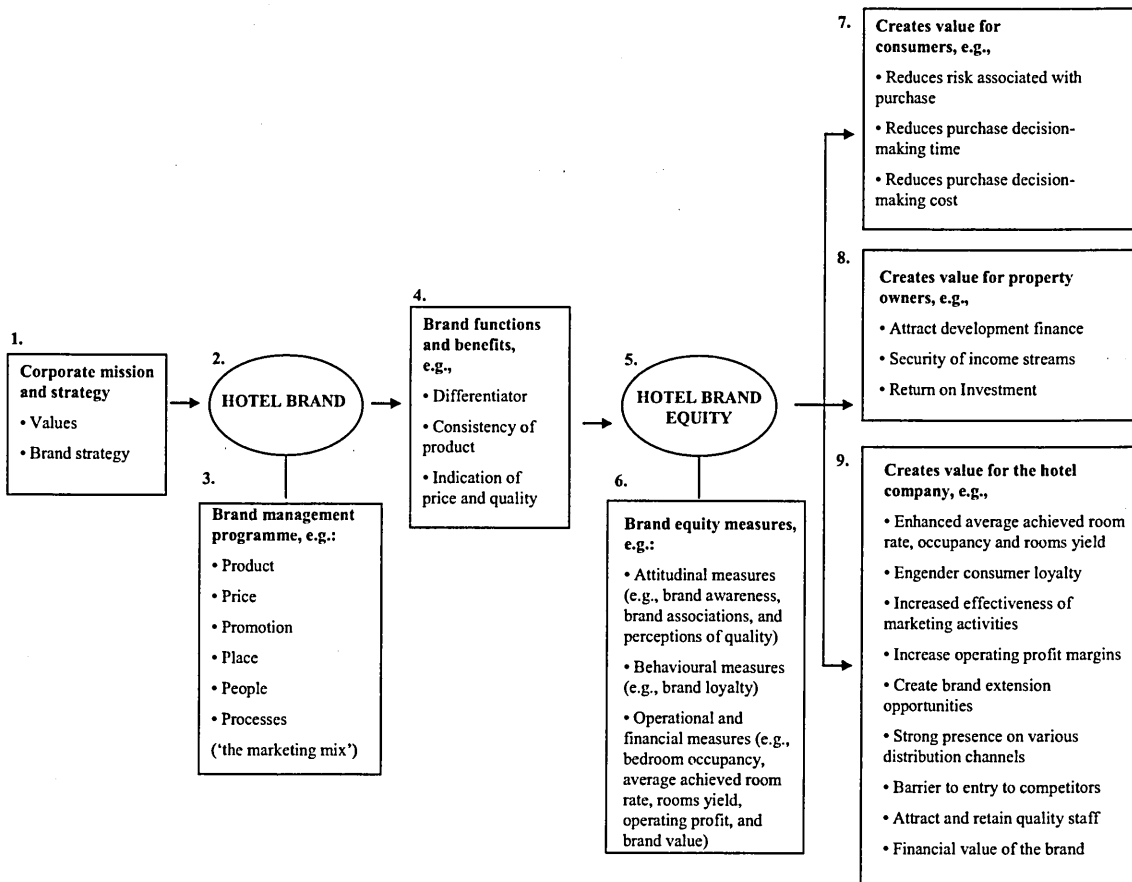 1.
Corporate mission
and strategy
• Values
• Brand strategy
2.
HOTEL BRAND
3.
Brand management
programme, e.g.:
• Product
• Price
• Promotion
• Place
• People
• Processes
(‘the marketing mix’)
4.
Brand functions
and benefits,
e.g.,
• Differentiator
• Consistency of
product
• Indication of
price and quality
5.
HOTEL BRAND
EQUITY
6.
Brand equity measures,
e.g.:
• Attitudinal measures
(e.g., brand awareness,
brand associations, and
perceptions of quality)
• Behavioural measures
(e.g., brand loyalty)
• Operational and
financial measures (e.g.,
bedroom occupancy,
average achieved room
rate, rooms yield,
operating profit, and
brand value)
7.
Creates value for
consumers, e.g.,
• Reduces risk associated with
purchase
• Reduces purchase decision-
making time
• Reduces purchase decision-
making cost
8.
Creates value for property
owners, e.g.,
• Attract development finance
• Security of income streams
• Return on Investment
9.
Creates value for the hotel
company, e.g.,
• Enhanced average achieved room
rate, occupancy and rooms yield
• Engender consumer loyalty
• Increased effectiveness of
marketing activities
• Increase operating profit margins
• Create brand extension
opportunities
• Strong presence on various
distribution channels
• Barrier to entry to competitors
• Attract and retain quality staff
• Financial value of the brand